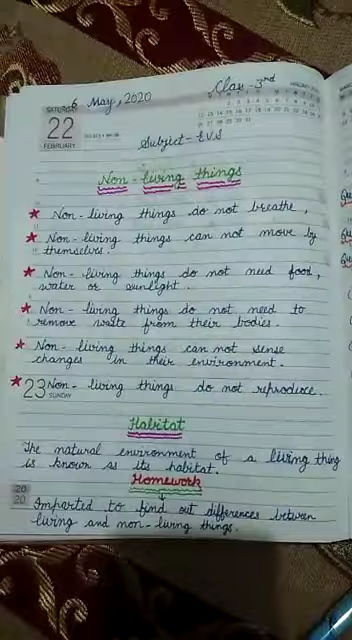 6 May, 2020
Class - 3rd
SATURDAY
22
FEBRUARY
Subject - E.V.S
Non - living things
★ Non - living things do not breathe,
★ Non - living things can not move by
themselves.
★ Non - living things do not need food,
water or sunlight.
★ Non - living things do not need to
remove waste from their bodies.
★ Non - living things can not sense
changes in their environment.
★ Non - living things do not reproduce.
23
SUNDAY
Habitat
The natural environment of a living thing
is known as its habitat.
Homework
20
20
Imparted to find out differences between
living and non - living things.